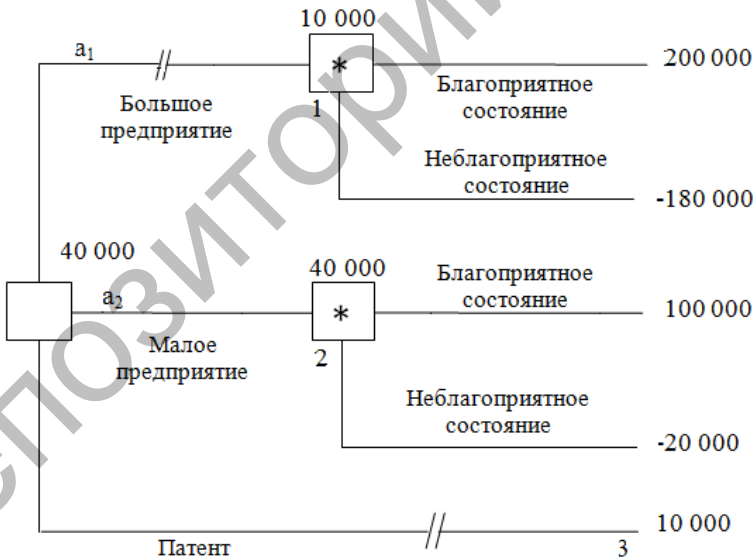 10 000
a1
*
200 000
Большое
предприятие
1
Благоприятное
состояние
Неблагоприятное
состояние
-180 000
40 000
40 000
a2
*
Благоприятное
состояние
100 000
Малое
предприятие
2
Неблагоприятное
состояние
-20 000
10 000
Патент
3